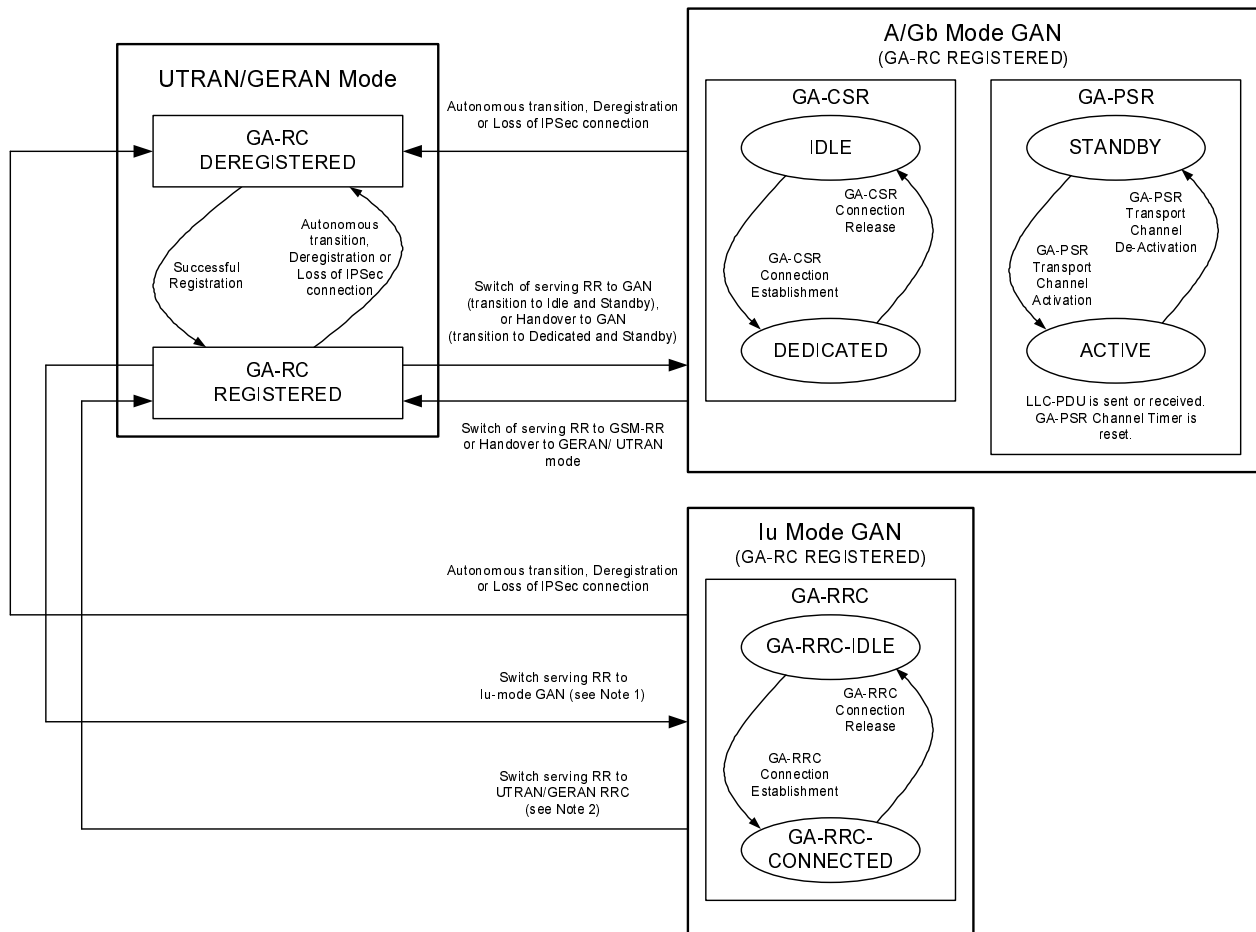 UTRAN/GERAN Mode
GA-RC
DEREGISTERED
Successful
Registration
Autonomous
transition,
Deregistration or
Loss of IPSec
connection
GA-RC
REGISTERED
Autonomous transition, Deregistration
or Loss of IPSec connection
Switch of serving RR to GAN
(transition to Idle and Standby),
or Handover to GAN
(transition to Dedicated and Standby)
Switch of serving RR to GSM-RR
or Handover to GERAN/ UTRAN
mode
A/Gb Mode GAN
(GA-RC REGISTERED)
GA-CSR
IDLE
GA-CSR
Connection
Release
GA-CSR
Connection
Establishment
DEDICATED
GA-PSR
STANDBY
GA-PSR
Transport
Channel
De-Activation
GA-PSR
Transport
Channel
Activation
ACTIVE
LLC-PDU is sent or received.
GA-PSR Channel Timer is
reset.
Autonomous transition, Deregistration
or Loss of IPSec connection
Switch serving RR to
Iu-mode GAN (see Note 1)
Switch serving RR to
UTRAN/GERAN RRC
(see Note 2)
Iu Mode GAN
(GA-RC REGISTERED)
GA-RRC
GA-RRC-IDLE
GA-RRC
Connection
Release
GA-RRC
Connection
Establishment
GA-RRC-
CONNECTED